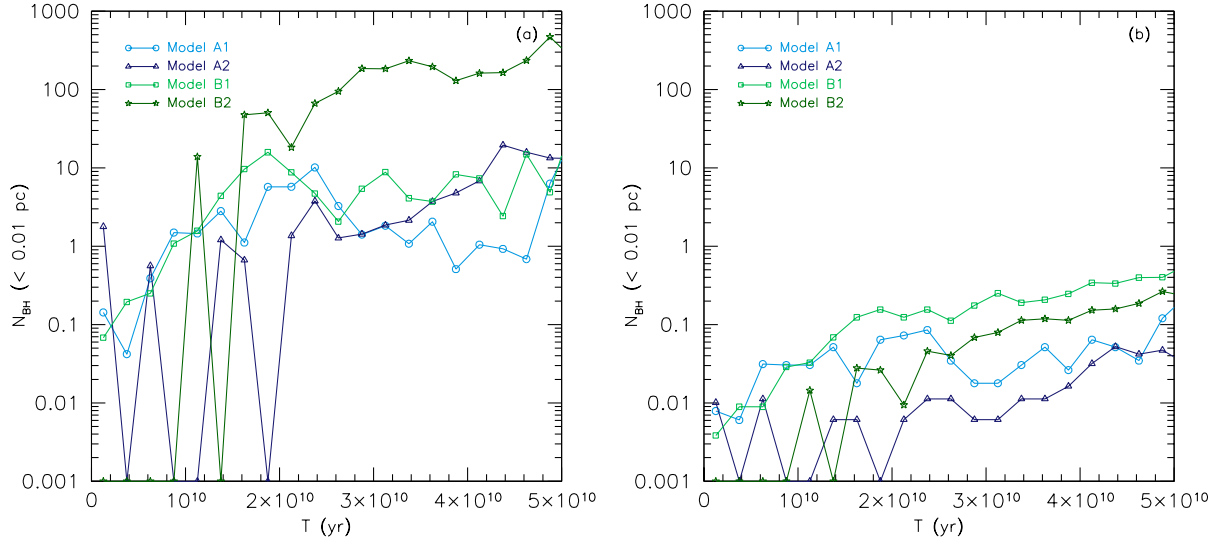 (a)
Model A1
Model A2
Model B1
Model B2
1000
100
10
1
0.1
0.01
0.001
N_BH (< 0.01 pc)
0
10^10
2×10^10
3×10^10
4×10^10
5×10^10
T (yr)
(b)
Model A1
Model A2
Model B1
Model B2
1000
100
10
1
0.1
0.01
0.001
N_BH (< 0.01 pc)
0
10^10
2×10^10
3×10^10
4×10^10
5×10^10
T (yr)